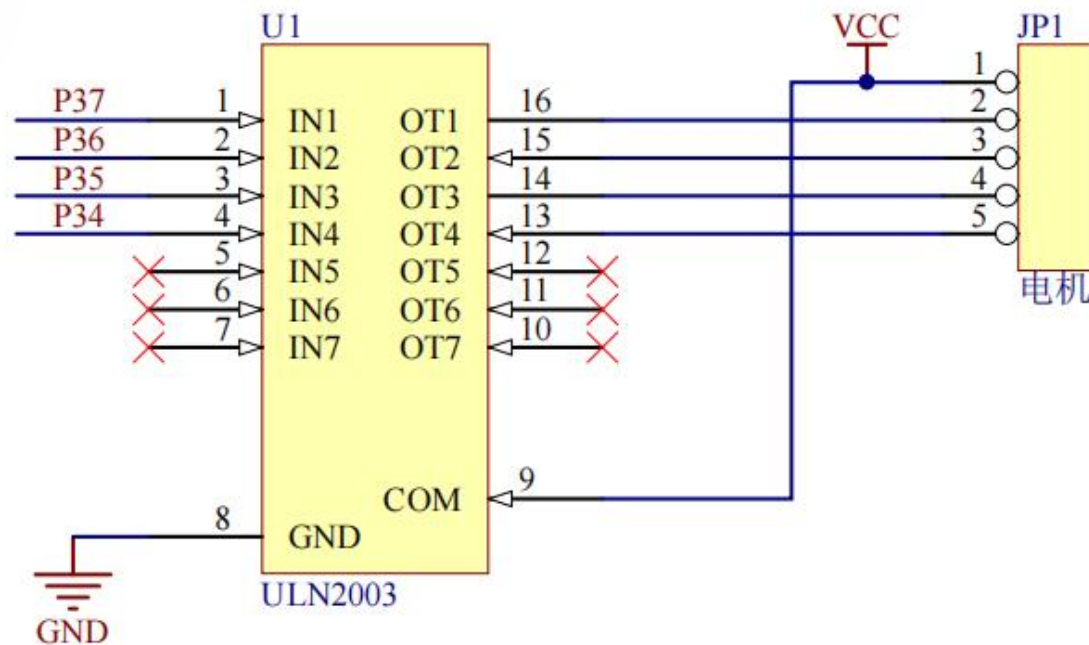 U1 VCC JP1
1
P37 1 IN1 OT1 16 2
P36 2 IN2 OT2 15 3
P35 3 IN3 OT3 14 4
P34 4 IN4 OT4 13 5
5 IN5 OT5 12
6 IN6 OT6 11 电机
7 IN7 OT7 10
COM 9
8 GND
ULN2003
GND